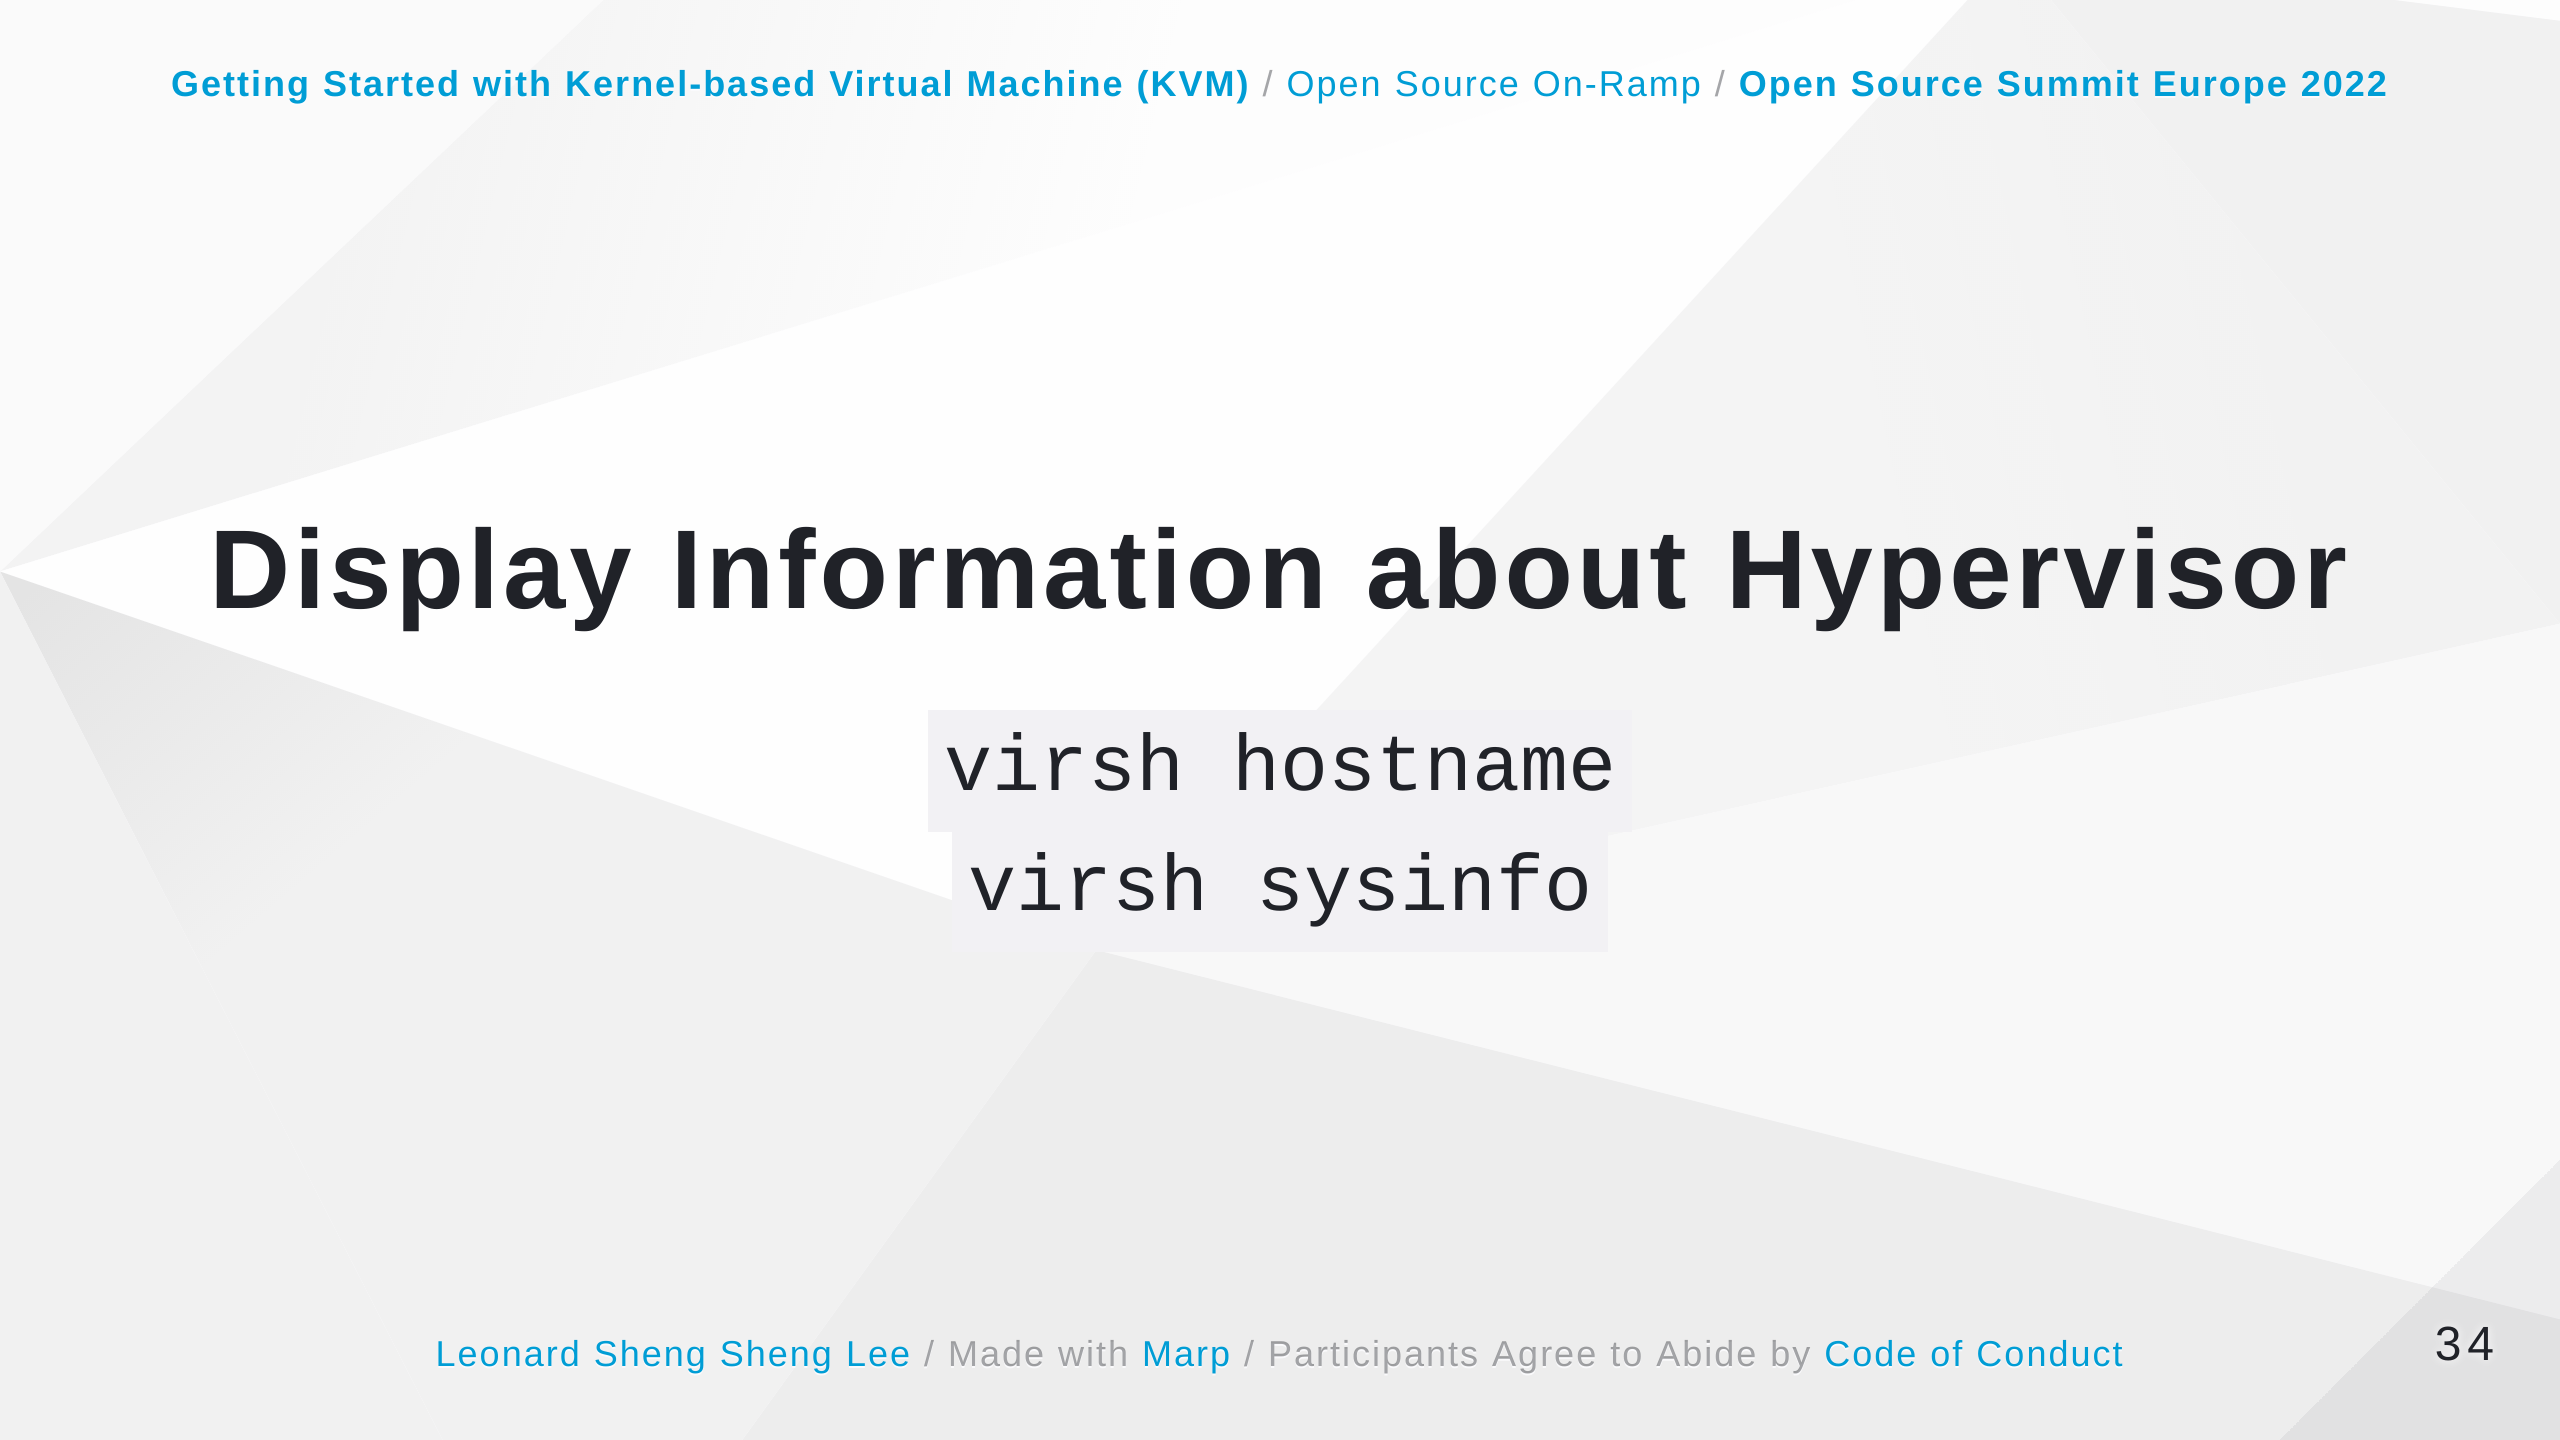 Getting Started with Kernel-based Virtual Machine (KVM) / Open Source On-Ramp / Open Source Summit Europe 2022
Display Information about Hypervisor
virsh hostname
virsh sysinfo
Leonard Sheng Sheng Lee / Made with Marp / Participants Agree to Abide by Code of Conduct
34